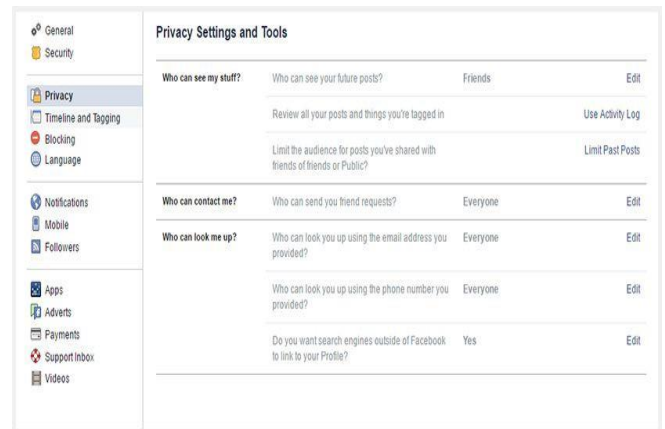 General
Security
Privacy
Timeline and Tagging
Blocking
Language
Notifications
Mobile
Followers
Apps
Adverts
Payments
Support Inbox
Videos
Privacy Settings and Tools
Who can see my stuff? Who can see your future posts? Friends Edit
Review all your posts and things you're tagged in Use Activity Log
Limit the audience for posts you've shared with Limit Past Posts
friends of friends or Public?
Who can contact me? Who can send you friend requests? Everyone Edit
Who can look me up? Who can look you up using the email address you Everyone Edit
provided?
Who can look you up using the phone number you Everyone Edit
provided?
Do you want search engines outside of Facebook Yes Edit
to link to your Profile?